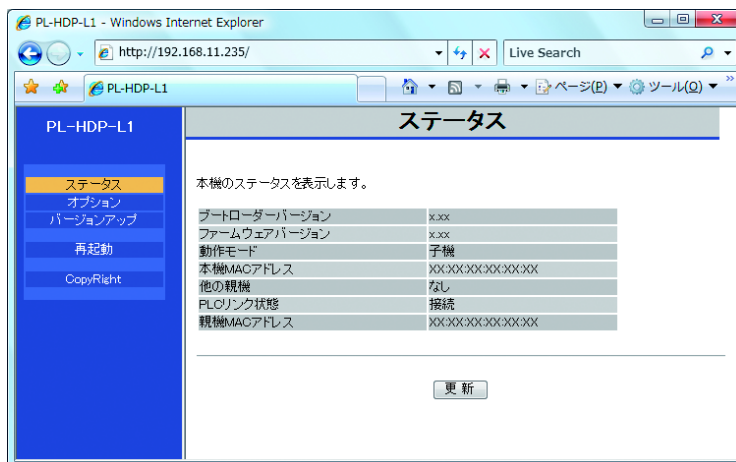 PL-HDP-L1 - Windows Internet Explorer
http://192.168.11.235/
Live Search
PL-HDP-L1
ページ(P)
ツール(O)
»
PL-HDP-L1
ステータス
オプション
バージョンアップ
再起動
CopyRight
ステータス
本機のステータスを表示します。
ブートローダーバージョン x.xx
ファームウェアバージョン x.xx
動作モード 子機
本機MACアドレス XX:XX:XX:XX:XX:XX
他の親機 なし
PLCリンク状態 接続
親機MACアドレス XX:XX:XX:XX:XX:XX
更新